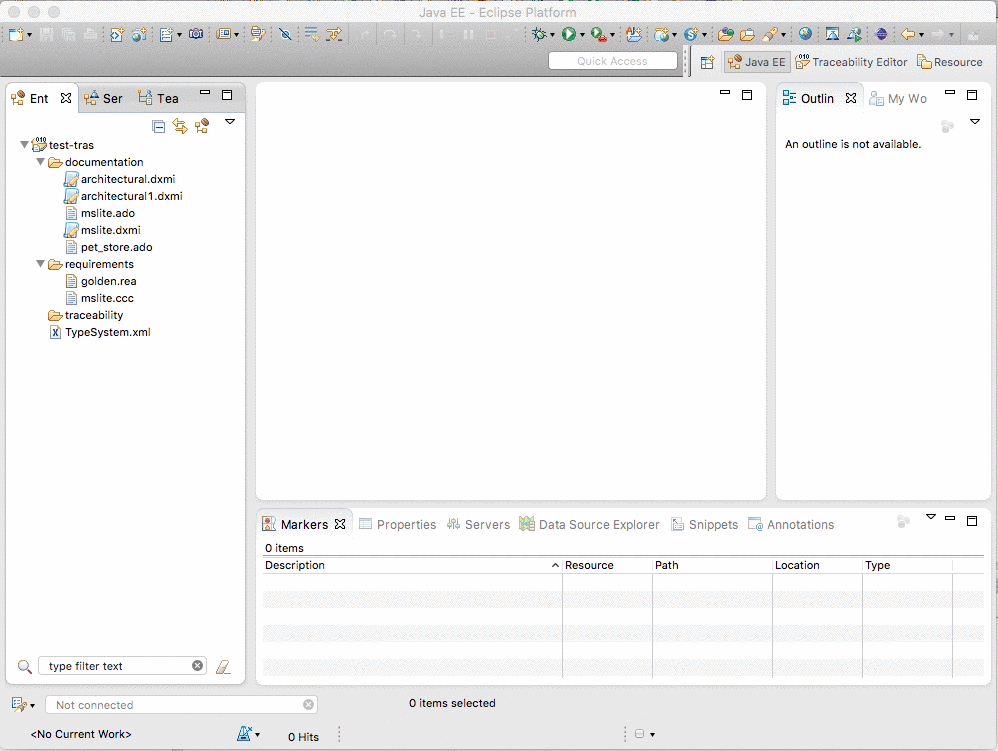 Java EE - Eclipse Platform
Quick Access
Java EE
Traceability Editor
Resource
Ent
Ser
Tea
test-tras
documentation
architectural.dxmi
architectural1.dxmi
mslite.ado
mslite.dxmi
pet_store.ado
requirements
golden.rea
mslite.ccc
traceability
TypeSystem.xml
type filter text
Outlin
My Wo
An outline is not available.
Markers
Properties
Servers
Data Source Explorer
Snippets
Annotations
0 items
Description
Resource
Path
Location
Type
Not connected
0 items selected
<No Current Work>
0 Hits